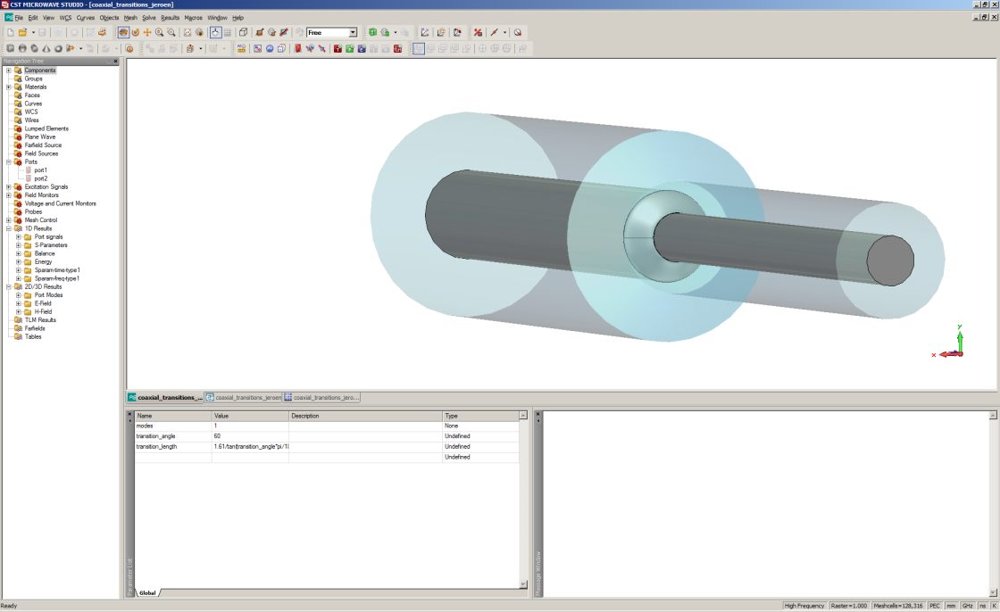 CST MICROWAVE STUDIO - [coaxial_transitions_jeroen]
File Edit View WCS Curves Objects Mesh Solve Results Macros Window Help
Free
Navigation Tree
Components
Groups
Materials
Faces
Curves
WCS
Wires
Lumped Elements
Plane Wave
Farfield Source
Field Sources
Ports
port1
port2
Excitation Signals
Field Monitors
Voltage and Current Monitors
Probes
Mesh Control
1D Results
Port signals
S-Parameters
Balance
Energy
Sparam-time-type1
Sparam-freq-type1
2D/3D Results
Port Modes
E-Field
H-Field
TLM Results
Farfields
Tables
y
x
coaxial_transitions_... coaxial_transitions_jeroen coaxial_transitions_jero...
Name Value Description Type
modes 1 None
transition_angle 60 Undefined
transition_length 1.61/tan(transition_angle*pi/1 Undefined
Undefined
Parameter List
Global
Message Window
Ready
High Frequency Raster=1.000 Meshcells=128,316 PEC mm GHz ns K